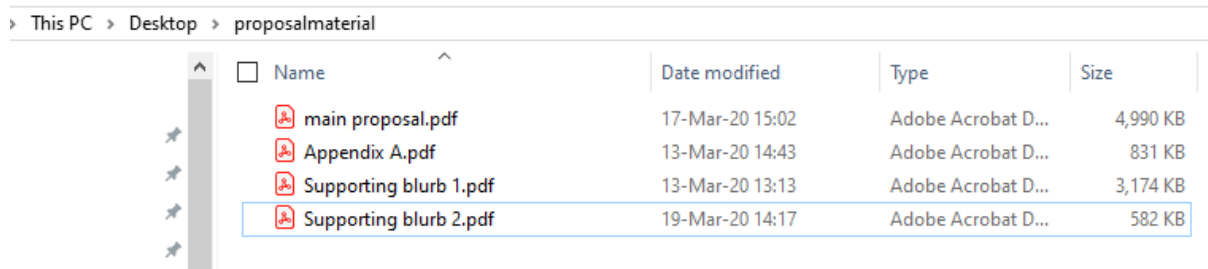 This PC > Desktop > proposalmaterial
Name Date modified Type Size
main proposal.pdf 17-Mar-20 15:02 Adobe Acrobat D... 4,990 KB
Appendix A.pdf 13-Mar-20 14:43 Adobe Acrobat D... 831 KB
Supporting blurb 1.pdf 13-Mar-20 13:13 Adobe Acrobat D... 3,174 KB
Supporting blurb 2.pdf 19-Mar-20 14:17 Adobe Acrobat D... 582 KB